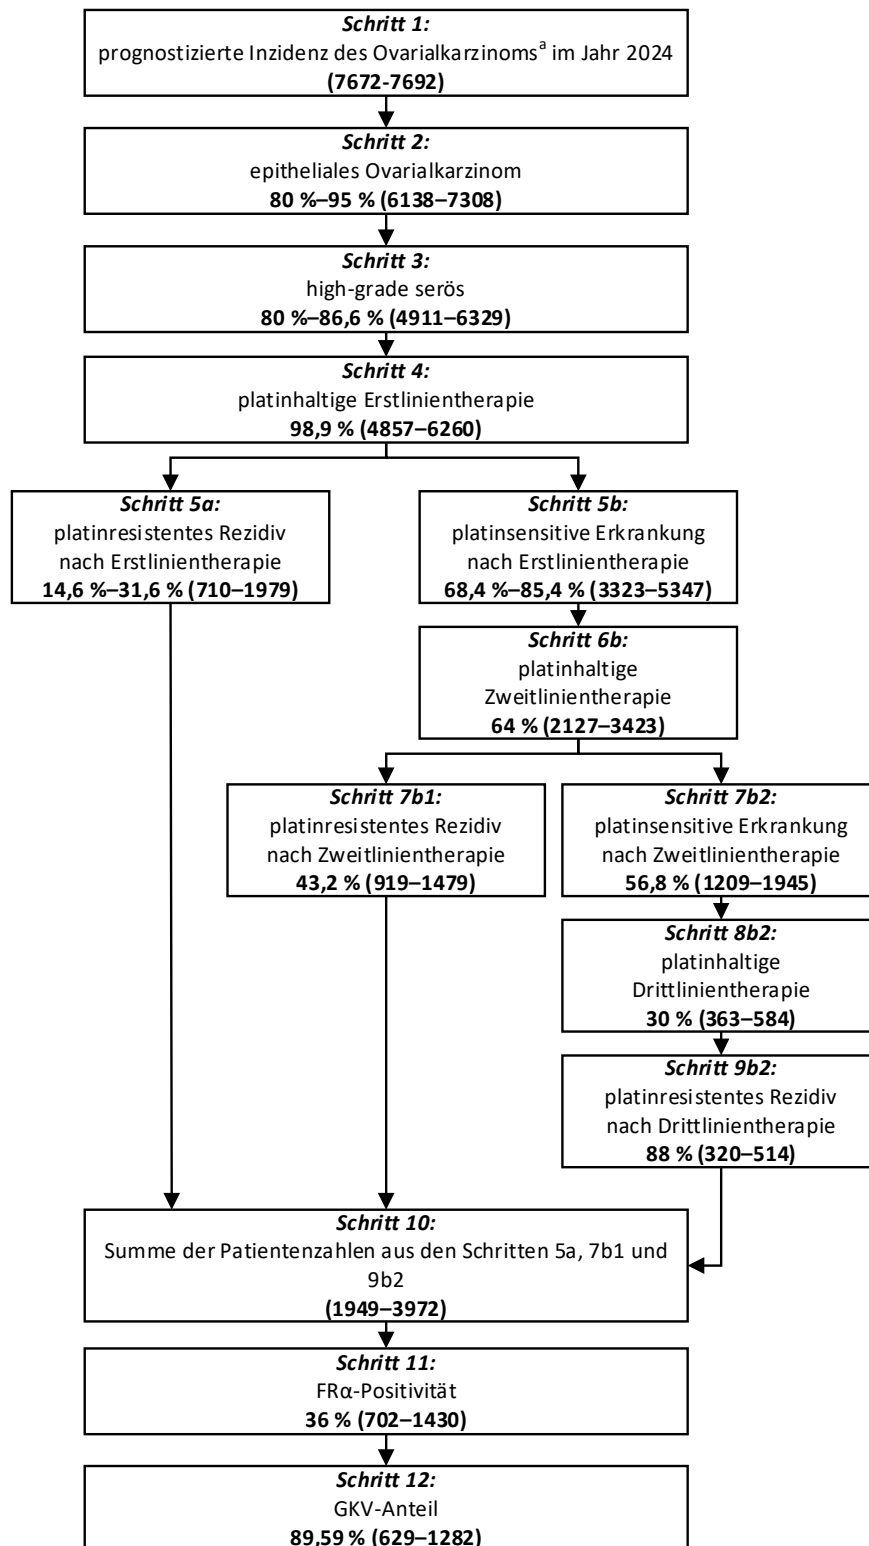 Schritt 1:
prognostizierte Inzidenz des Ovarialkarzinomsᵃ im Jahr 2024
(7672-7692)
Schritt 2:
epitheliales Ovarialkarzinom
80 %–95 % (6138–7308)
Schritt 3:
high-grade serös
80 %–86,6 % (4911–6329)
Schritt 4:
platinhaltige Erstlinientherapie
98,9 % (4857–6260)
Schritt 5a:
platinresistentes Rezidiv
nach Erstlinientherapie
14,6 %–31,6 % (710–1979)
Schritt 5b:
platinsensitive Erkrankung
nach Erstlinientherapie
68,4 %–85,4 % (3323–5347)
Schritt 6b:
platinhaltige
Zweitlinientherapie
64 % (2127–3423)
Schritt 7b1:
platinresistentes Rezidiv
nach Zweitlinientherapie
43,2 % (919–1479)
Schritt 7b2:
platinsensitive Erkrankung
nach Zweitlinientherapie
56,8 % (1209–1945)
Schritt 8b2:
platinhaltige
Drittlinientherapie
30 % (363–584)
Schritt 9b2:
platinresistentes Rezidiv
nach Drittlinientherapie
88 % (320–514)
Schritt 10:
Summe der Patientenzahlen aus den Schritten 5a, 7b1 und
9b2
(1949–3972)
Schritt 11:
FRα-Positivität
36 % (702–1430)
Schritt 12:
GKV-Anteil
89,59 % (629–1282)